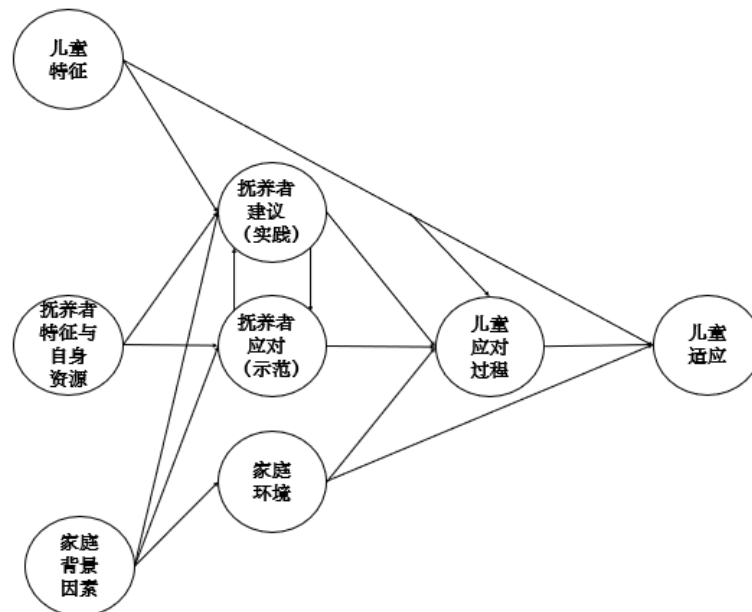 儿童
特征
抚养者
建议
（实践）
抚养者
特征与
自身
资源
抚养者
应对
（示范）
儿童
应对
过程
儿童
适应
家庭
环境
家庭
背景
因素